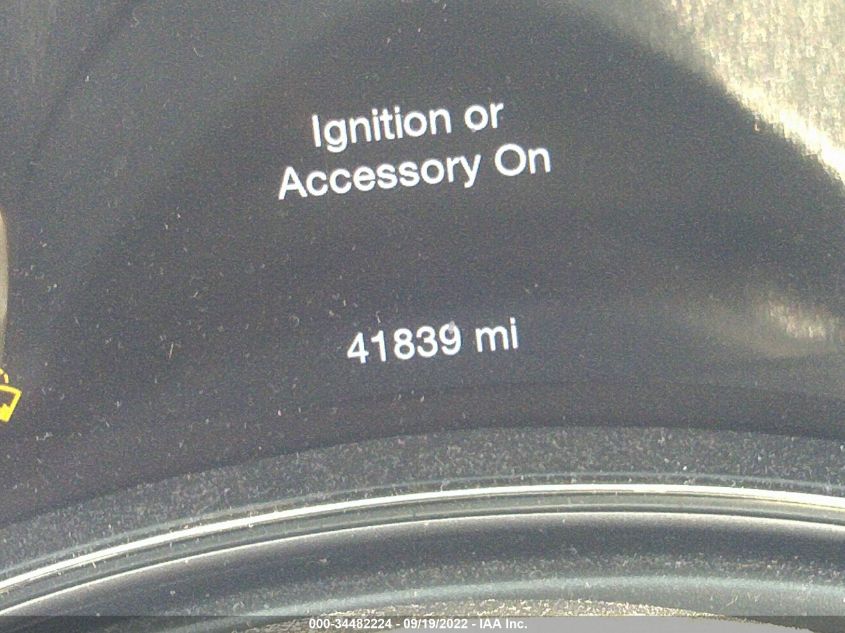 Ignition or
Accessory On
41839 mi
000-34482224 - 09/19/2022 - IAA Inc.